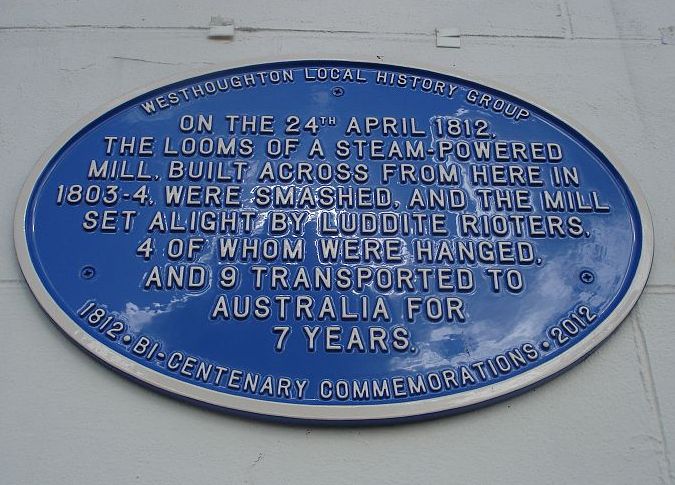 WESTHOUGHTON LOCAL HISTORY GROUP
ON THE 24TH APRIL 1812,
THE LOOMS OF A STEAM-POWERED
MILL, BUILT ACROSS FROM HERE IN
1803-4, WERE SMASHED, AND THE MILL
SET ALIGHT BY LUDDITE RIOTERS,
4 OF WHOM WERE HANGED,
AND 9 TRANSPORTED TO
AUSTRALIA FOR
7 YEARS.
1812 • BI-CENTENARY COMMEMORATIONS • 2012